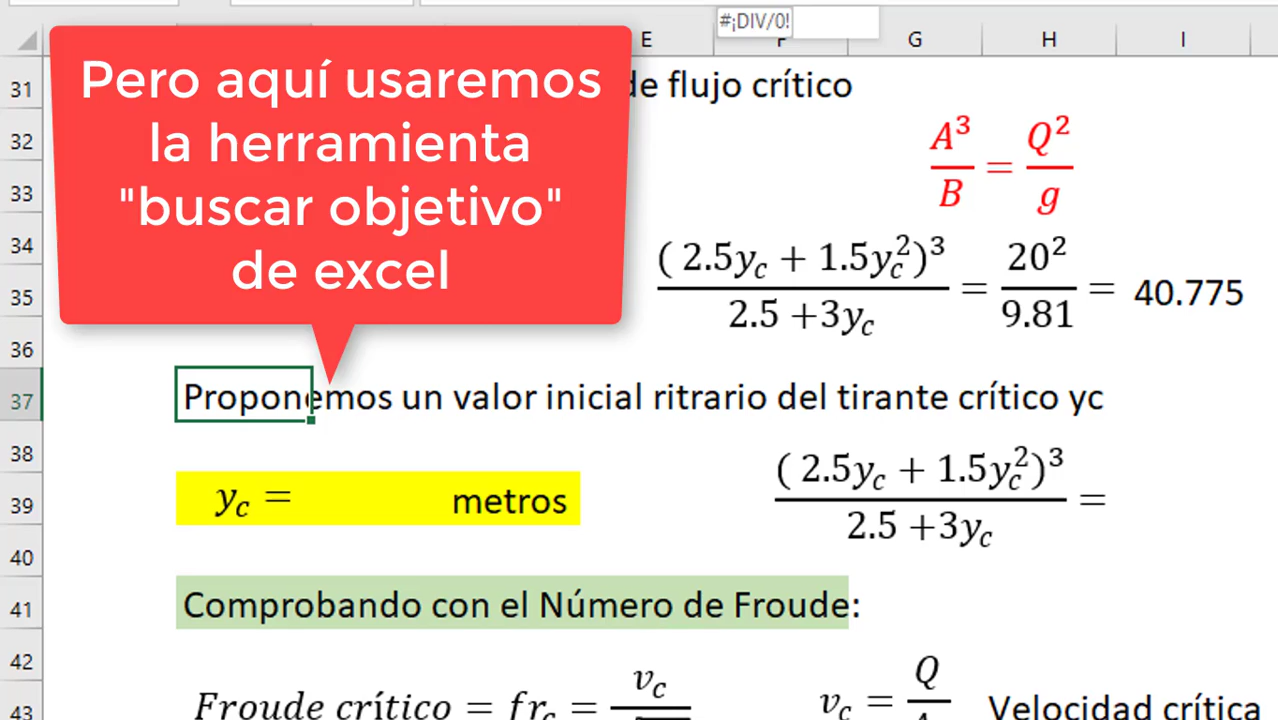 #¡DIV/0!
E F G H I
Pero aquí usaremos
la herramienta
"buscar objetivo"
de excel
31 de flujo crítico
32 A³/B = Q²/g
33
34 (2.5y_c + 1.5y_c²)³/(2.5 +3y_c) = 20²/9.81 = 40.775
35
36
37 Proponemos un valor inicial ritrario del tirante crítico yc
38
39 y_c = metros (2.5y_c + 1.5y_c²)³/(2.5 +3y_c) =
40
41 Comprobando con el Número de Froude:
42
43 Froude crítico = fr_c = v_c v_c = Q Velocidad crítica